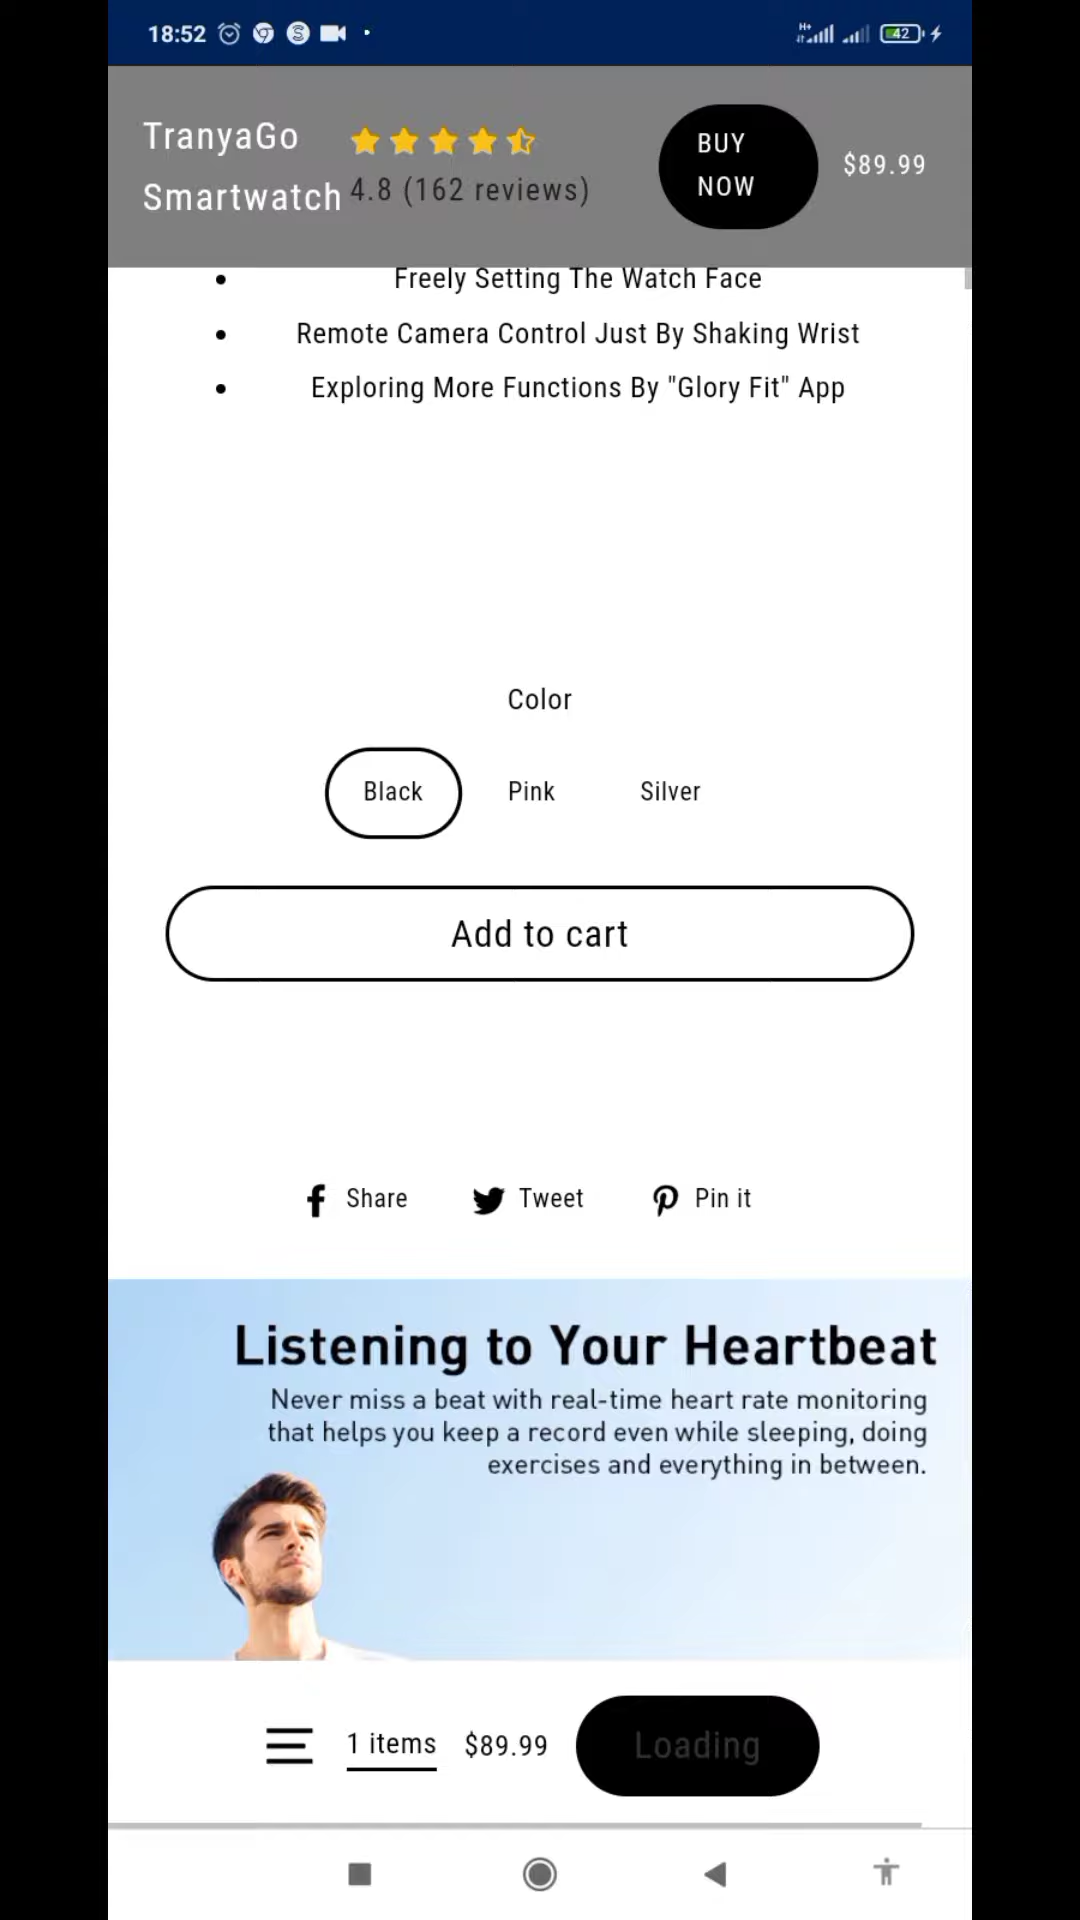 18:52
H+
42
TranyaGo
Smartwatch
4.8 (162 reviews)
BUY
NOW
$89.99
Freely Setting The Watch Face
Remote Camera Control Just By Shaking Wrist
Exploring More Functions By "Glory Fit" App
Color
Black
Pink
Silver
Add to cart
Share
Tweet
Pin it
Listening to Your Heartbeat
Never miss a beat with real-time heart rate monitoring
that helps you keep a record even while sleeping, doing
exercises and everything in between.
1 items
$89.99
Loading